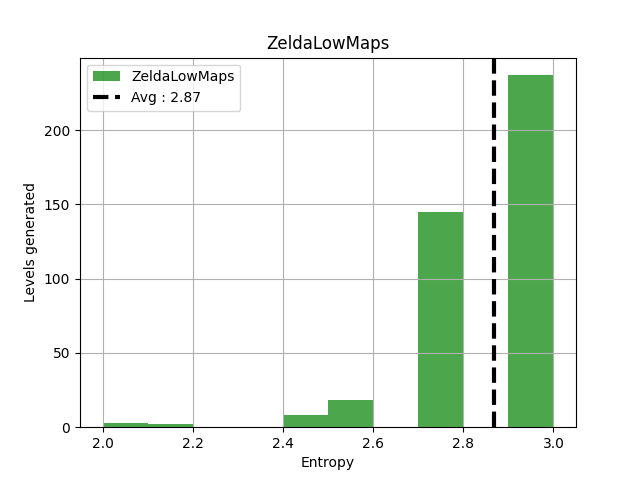 ZeldaLowMaps
ZeldaLowMaps
Avg : 2.87
Levels generated
200
150
100
50
0
2.0 2.2 2.4 2.6 2.8 3.0
Entropy